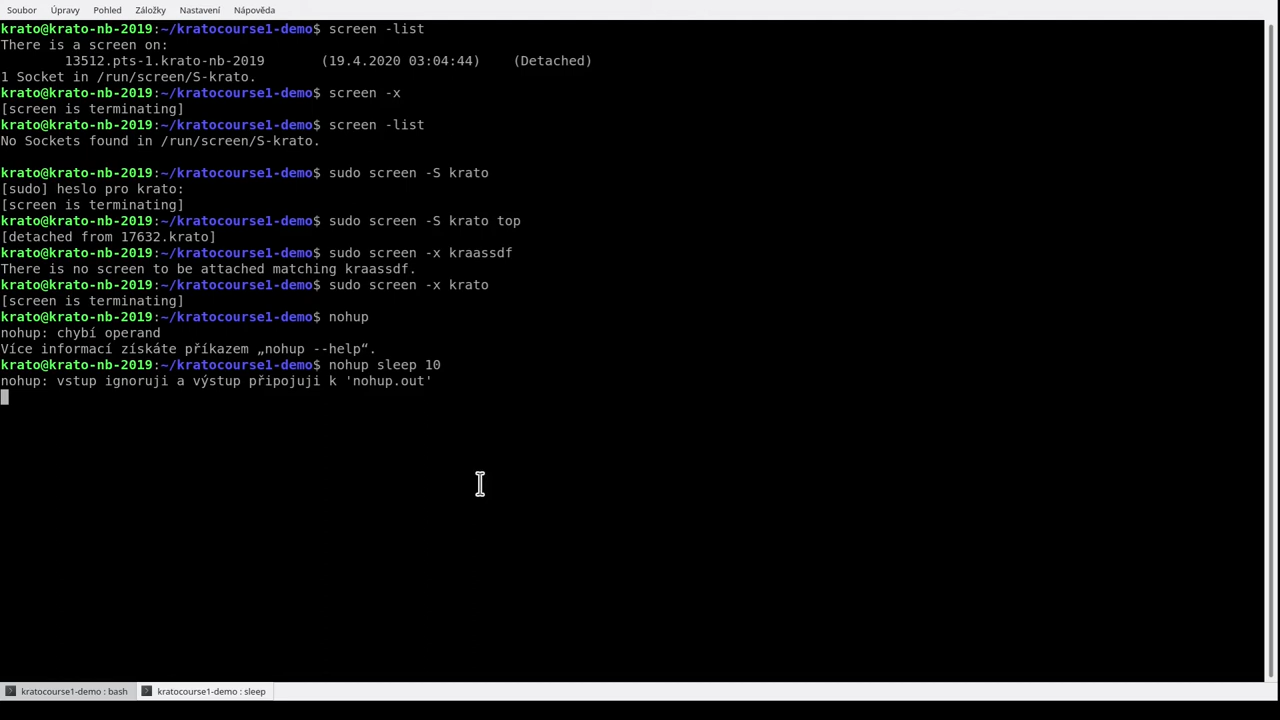 Soubor Úpravy Pohled Záložky Nastavení Nápověda
krato@krato-nb-2019:~/kratocourse1-demo$ screen -list
There is a screen on:
13512.pts-1.krato-nb-2019 (19.4.2020 03:04:44) (Detached)
1 Socket in /run/screen/S-krato.
krato@krato-nb-2019:~/kratocourse1-demo$ screen -x
[screen is terminating]
krato@krato-nb-2019:~/kratocourse1-demo$ screen -list
No Sockets found in /run/screen/S-krato.
krato@krato-nb-2019:~/kratocourse1-demo$ sudo screen -S krato
[sudo] heslo pro krato:
[screen is terminating]
krato@krato-nb-2019:~/kratocourse1-demo$ sudo screen -S krato top
[detached from 17632.krato]
krato@krato-nb-2019:~/kratocourse1-demo$ sudo screen -x kraassdf
There is no screen to be attached matching kraassdf.
krato@krato-nb-2019:~/kratocourse1-demo$ sudo screen -x krato
[screen is terminating]
krato@krato-nb-2019:~/kratocourse1-demo$ nohup
nohup: chybí operand
Více informací získáte příkazem „nohup --help“.
krato@krato-nb-2019:~/kratocourse1-demo$ nohup sleep 10
nohup: vstup ignoruji a výstup připojuji k 'nohup.out'
kratocourse1-demo : bash kratocourse1-demo : sleep